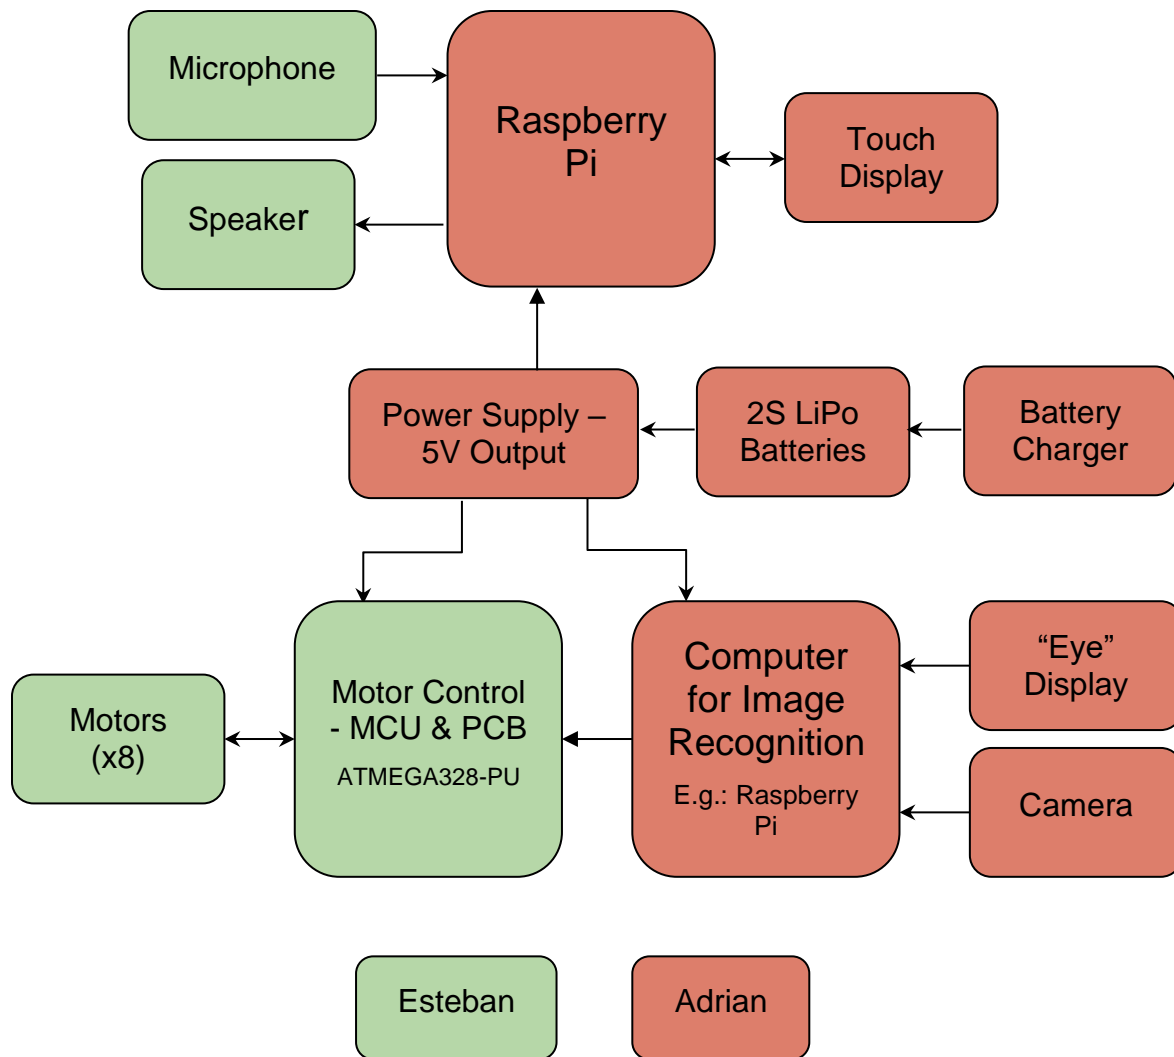 Microphone
Raspberry
Pi
Touch
Display
Speaker
Power Supply –
5V Output
2S LiPo
Batteries
Battery
Charger
Motors
(x8)
Motor Control
- MCU & PCB
ATMEGA328-PU
Computer
for Image
Recognition
E.g.: Raspberry
Pi
“Eye”
Display
Camera
Esteban
Adrian